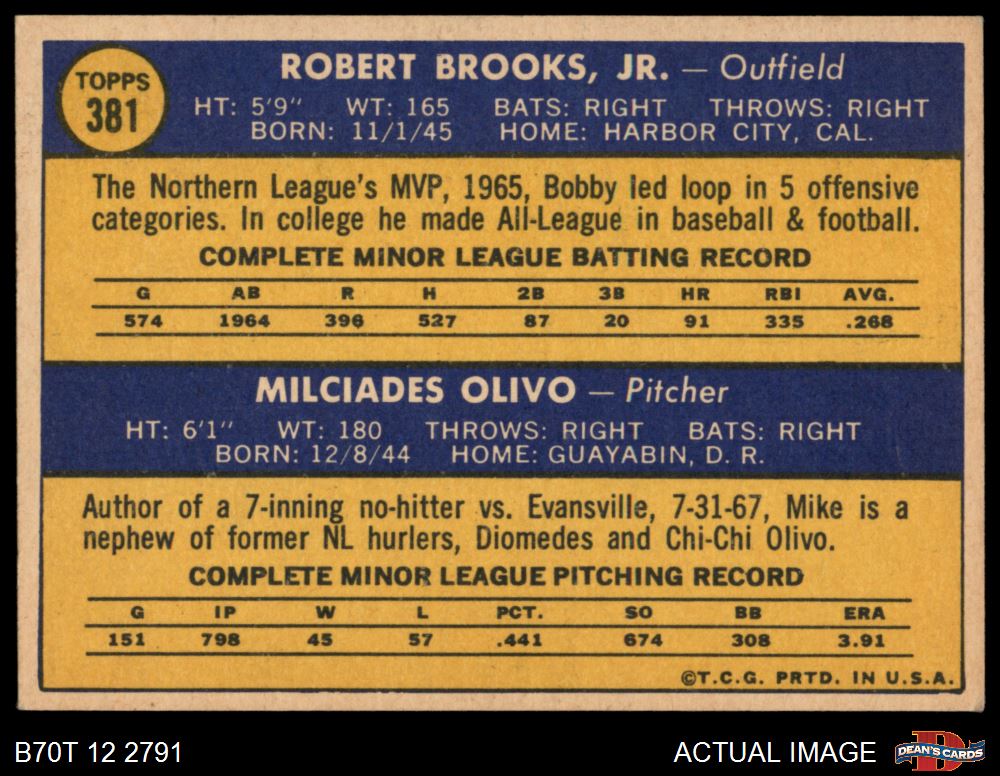 TOPPS
381
ROBERT BROOKS, JR. — Outfield
HT: 5'9" WT: 165 BATS: RIGHT THROWS: RIGHT
BORN: 11/1/45 HOME: HARBOR CITY, CAL.
The Northern League's MVP, 1965, Bobby led loop in 5 offensive
categories. In college he made All-League in baseball & football.
COMPLETE MINOR LEAGUE BATTING RECORD
G AB R H 2B 3B HR RBI AVG.
574 1964 396 527 87 20 91 335 .268
MILCIADES OLIVO — Pitcher
HT: 6'1" WT: 180 THROWS: RIGHT BATS: RIGHT
BORN: 12/8/44 HOME: GUAYABIN, D. R.
Author of a 7-inning no-hitter vs. Evansville, 7-31-67, Mike is a
nephew of former NL hurlers, Diomedes and Chi-Chi Olivo.
COMPLETE MINOR LEAGUE PITCHING RECORD
G IP W L PCT. SO BB ERA
151 798 45 57 .441 674 308 3.91
©T.C.G. PRTD. IN U.S.A.
B70T 12 2791 ACTUAL IMAGE DEAN'S CARDS